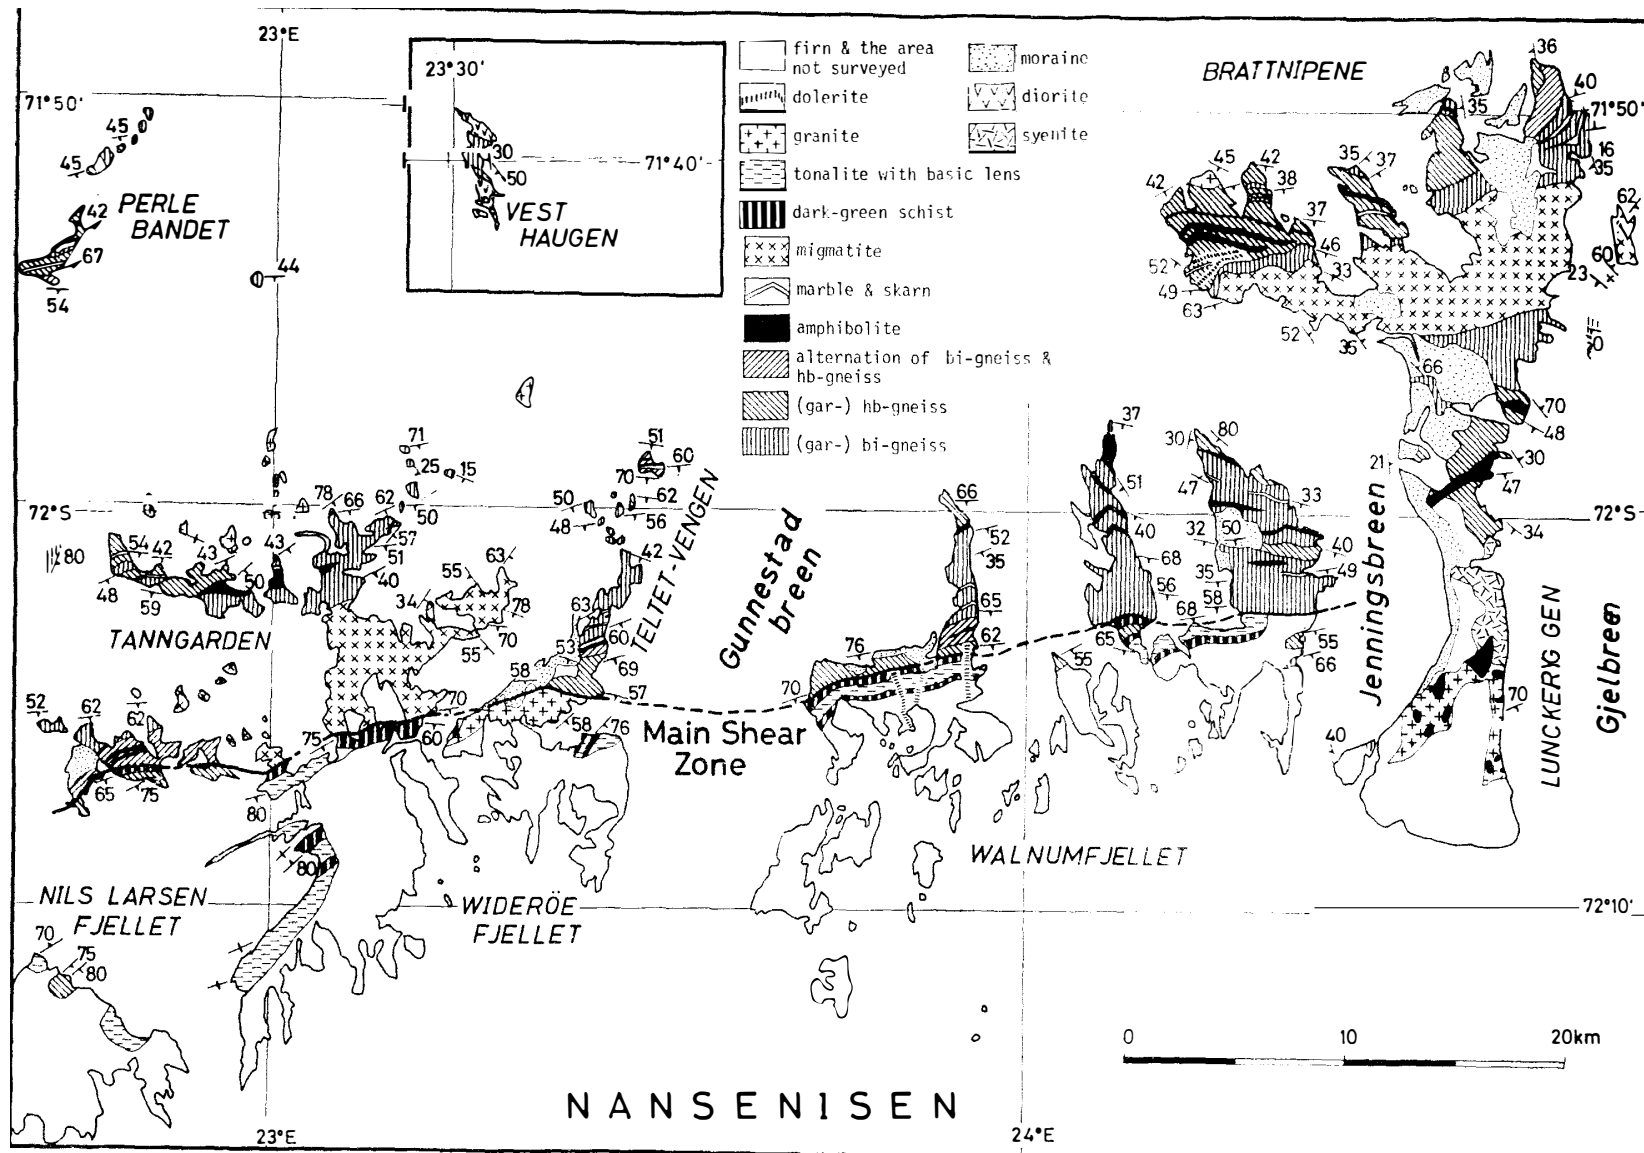 23°E
71°50'
45
45
PERLE
BANDET
42
67
54
44
23°30'
30
71°40'
50
VEST
HAUGEN
firn & the area
not surveyed
dolerite
granite
tonalite with basic lens
dark-green schist
migmatite
marble & skarn
amphibolite
alternation of bi-gneiss &
hb-gneiss
(gar-) hb-gneiss
(gar-) bi-gneiss
moraine
diorite
syenite
BRATTNIPENE
36
40
35
71°50'
16
35
62
60
23
42
45
42
38
35
37
37
46
33
52
49
63
52
35
66
70
48
30
47
34
21
72°S
71
25
15
50
78
66
62
57
51
40
43
80
54
42
43
50
48
59
TANNGARDEN
51
60
70
50
62
48
56
42
TELTET-VENGEN
63
55
34
78
70
55
63
60
53
69
58
57
58
76
70
60
75
Gunnestad
breen
66
52
35
65
62
76
70
Main Shear
Zone
37
51
40
68
56
65
30
80
47
33
32
50
40
49
35
58
68
55
66
55
Jenningsbreen
72°S
LUNCKERYGGEN
Gjelbreen
70
40
52
62
62
65
75
80
80
NILS LARSEN
FJELLET
WIDERÖE
FJELLET
WALNUMFJELLET
72°10'
70
75
80
0 10 20km
NANSENISEN
23°E
24°E